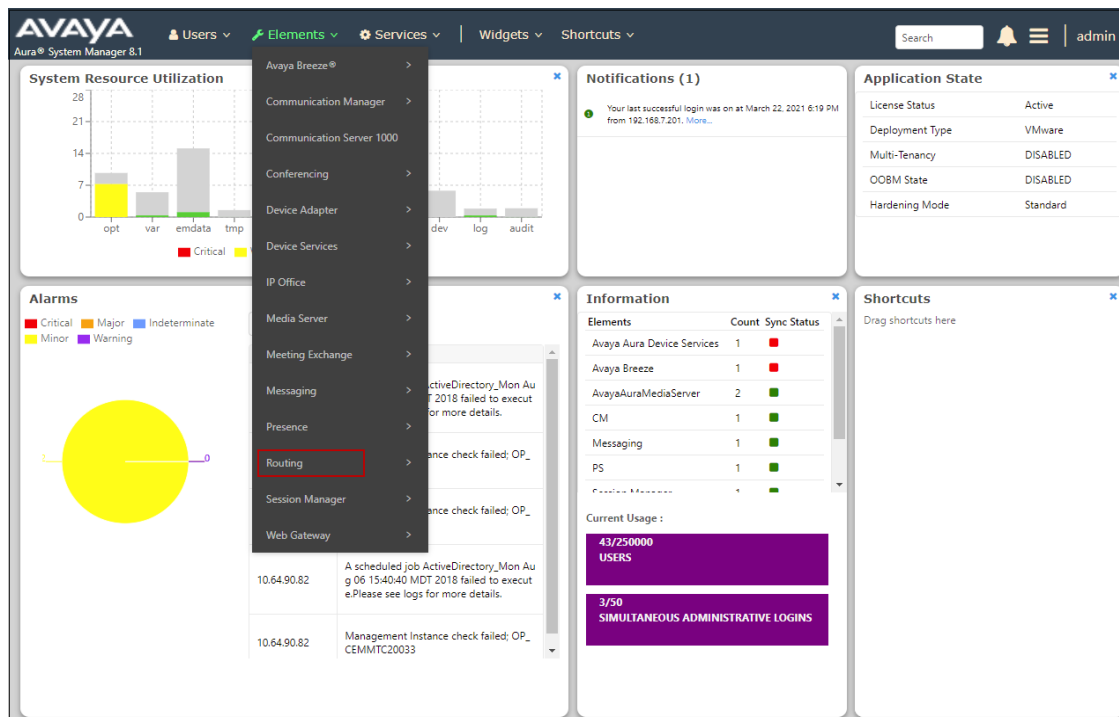 AVAYA
Aura® System Manager 8.1
Users
Elements
Services
Widgets
Shortcuts
Search
admin
System Resource Utilization
28
21
14
7
0
opt var emdata tmp dev log audit
Critical
Avaya Breeze® >
Communication Manager >
Communication Server 1000
Conferencing >
Device Adapter >
Device Services >
IP Office >
Media Server >
Meeting Exchange >
Messaging >
Presence >
Routing >
Session Manager >
Web Gateway >
Notifications (1)
Your last successful login was on at March 22, 2021 6:19 PM
from 192.168.7.201. More...
Application State
License Status Active
Deployment Type VMware
Multi-Tenancy DISABLED
OOBM State DISABLED
Hardening Mode Standard
Alarms
Critical Major Indeterminate
Minor Warning
0
ActiveDirectory_Mon Au
T 2018 failed to execut
for more details.
ance check failed; OP_
ance check failed; OP_
10.64.90.82
A scheduled job ActiveDirectory_Mon Au
g 06 15:40:40 MDT 2018 failed to execut
e.Please see logs for more details.
10.64.90.82
Management Instance check failed; OP_
CEMMTC20033
Information
Elements Count Sync Status
Avaya Aura Device Services 1
Avaya Breeze 1
AvayaAuraMediaServer 2
CM 1
Messaging 1
PS 1
Session Manager 1
Current Usage :
43/250000
USERS
3/50
SIMULTANEOUS ADMINISTRATIVE LOGINS
Shortcuts
Drag shortcuts here